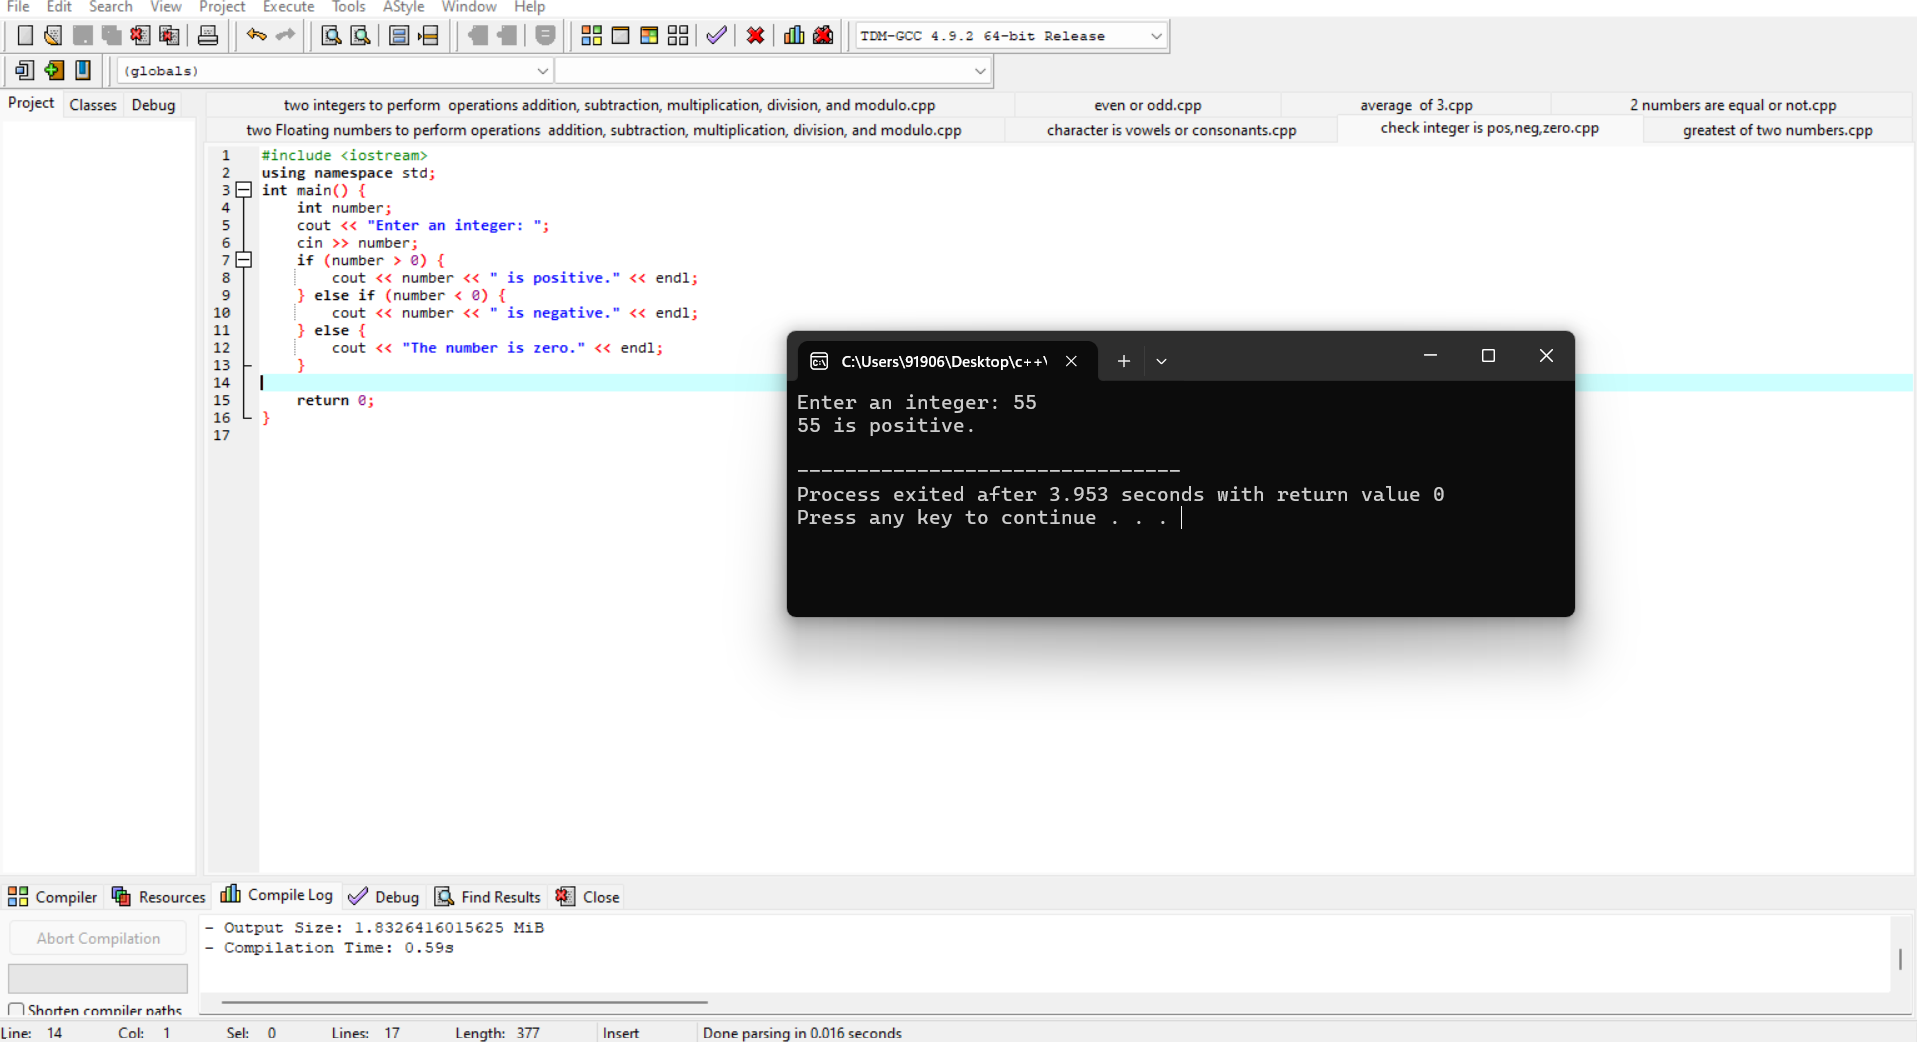 File Edit Search View Project Execute Tools AStyle Window Help
TDM-GCC 4.9.2 64-bit Release
(globals)
Project Classes Debug
two integers to perform  operations addition, subtraction, multiplication, division, and modulo.cpp even or odd.cpp average  of 3.cpp 2 numbers are equal or not.cpp
two Floating numbers to perform operations  addition, subtraction, multiplication, division, and modulo.cpp character is vowels or consonants.cpp check integer is pos,neg,zero.cpp greatest of two numbers.cpp
1 #include <iostream>
2 using namespace std;
3 int main() {
4     int number;
5     cout << "Enter an integer: ";
6     cin >> number;
7     if (number > 0) {
8         cout << number << " is positive." << endl;
9     } else if (number < 0) {
10         cout << number << " is negative." << endl;
11     } else {
12         cout << "The number is zero." << endl;
13     }
14
15     return 0;
16 }
17
C:\Users\91906\Desktop\c++\
Enter an integer: 55
55 is positive.
--------------------------------
Process exited after 3.953 seconds with return value 0
Press any key to continue . . .
Compiler Resources Compile Log Debug Find Results Close
Abort Compilation
- Output Size: 1.8326416015625 MiB
- Compilation Time: 0.59s
Shorten compiler paths
Line: 14 Col: 1 Sel: 0 Lines: 17 Length: 377 Insert Done parsing in 0.016 seconds